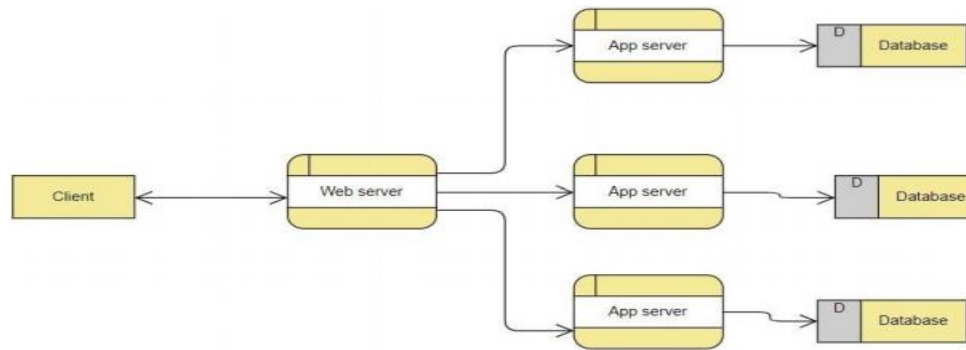 D
Database
App server
Client
Web server
App server
D
Database
App server
D
Database